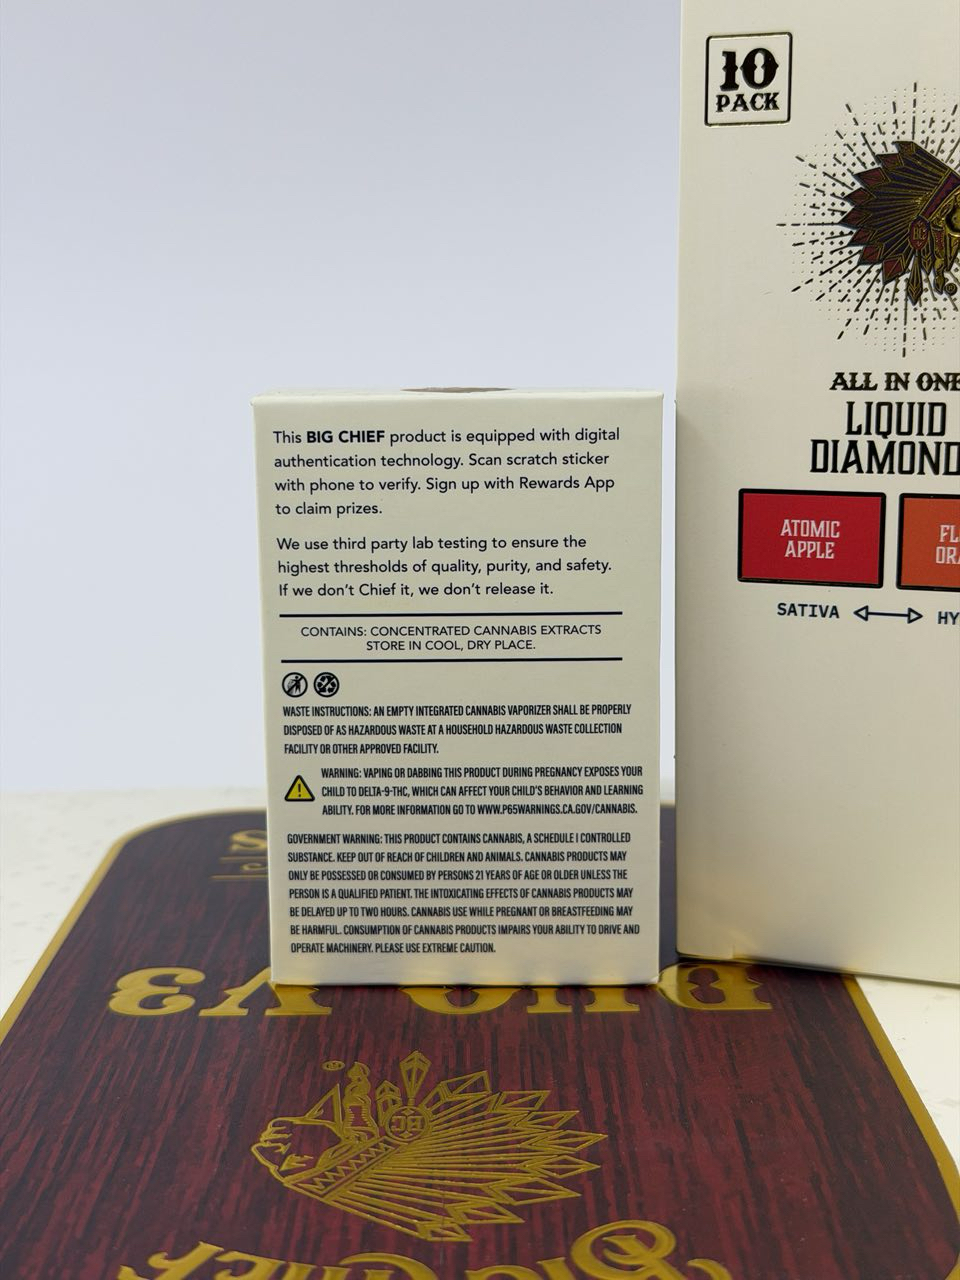 10
PACK
ALL IN ONE
LIQUID
DIAMOND
ATOMIC
APPLE
SATIVA
This BIG CHIEF product is equipped with digital
authentication technology. Scan scratch sticker
with phone to verify. Sign up with Rewards App
to claim prizes.
We use third party lab testing to ensure the
highest thresholds of quality, purity, and safety.
If we don't Chief it, we don't release it.
CONTAINS: CONCENTRATED CANNABIS EXTRACTS
STORE IN COOL, DRY PLACE.
WASTE INSTRUCTIONS: AN EMPTY INTEGRATED CANNABIS VAPORIZER SHALL BE PROPERLY
DISPOSED OF AS HAZARDOUS WASTE AT A HOUSEHOLD HAZARDOUS WASTE COLLECTION
FACILITY OR OTHER APPROVED FACILITY.
WARNING: VAPING OR DABBING THIS PRODUCT DURING PREGNANCY EXPOSES YOUR
CHILD TO DELTA-9-THC, WHICH CAN AFFECT YOUR CHILD'S BEHAVIOR AND LEARNING
ABILITY. FOR MORE INFORMATION GO TO WWW.P65WARNINGS.CA.GOV/CANNABIS.
GOVERNMENT WARNING: THIS PRODUCT CONTAINS CANNABIS, A SCHEDULE I CONTROLLED
SUBSTANCE. KEEP OUT OF REACH OF CHILDREN AND ANIMALS. CANNABIS PRODUCTS MAY
ONLY BE POSSESSED OR CONSUMED BY PERSONS 21 YEARS OF AGE OR OLDER UNLESS THE
PERSON IS A QUALIFIED PATIENT. THE INTOXICATING EFFECTS OF CANNABIS PRODUCTS MAY
BE DELAYED UP TO TWO HOURS. CANNABIS USE WHILE PREGNANT OR BREASTFEEDING MAY
BE HARMFUL. CONSUMPTION OF CANNABIS PRODUCTS IMPAIRS YOUR ABILITY TO DRIVE AND
OPERATE MACHINERY. PLEASE USE EXTREME CAUTION.
DUO V3
BC
Big Chief